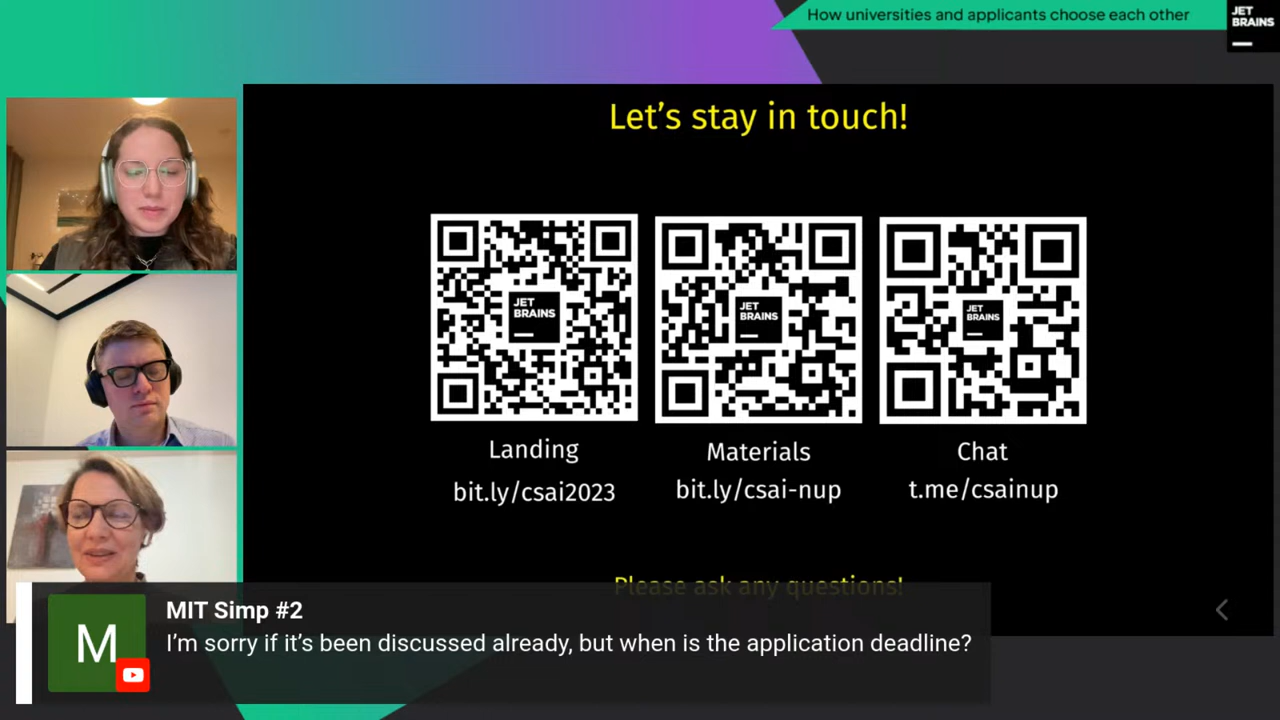 How universities and applicants choose each other
JET
BRAINS
Let's stay in touch!
JET
BRAINS
JET
BRAINS
JET
BRAINS
Landing
Materials
Chat
bit.ly/csai2023
bit.ly/csai-nup
t.me/csainup
Please ask any questions!
M
MIT Simp #2
I'm sorry if it's been discussed already, but when is the application deadline?